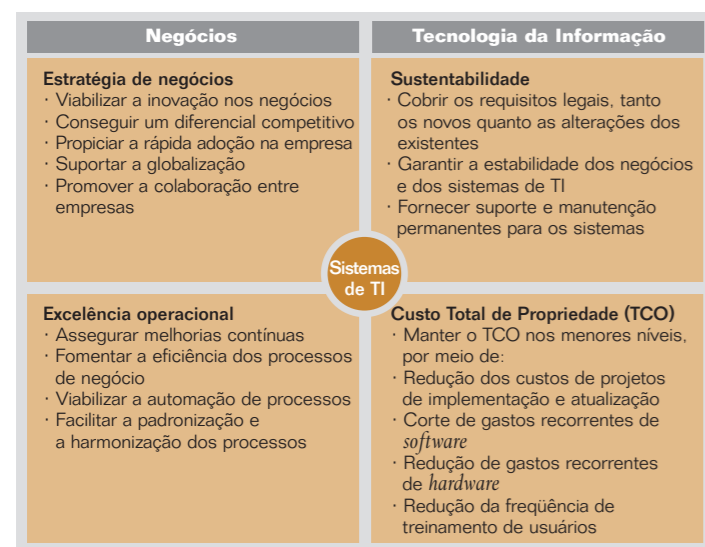 Negócios
Estratégia de negócios
· Viabilizar a inovação nos negócios
· Conseguir um diferencial competitivo
· Propiciar a rápida adoção na empresa
· Suportar a globalização
· Promover a colaboração entre
empresas
Tecnologia da Informação
Sustentabilidade
· Cobrir os requisitos legais, tanto
os novos quanto as alterações dos
existentes
· Garantir a estabilidade dos negócios
e dos sistemas de TI
· Fornecer suporte e manutenção
permanentes para os sistemas
Sistemas
de TI
Excelência operacional
· Assegurar melhorias contínuas
· Fomentar a eficiência dos processos
de negócio
· Viabilizar a automação de processos
· Facilitar a padronização e
a harmonização dos processos
Custo Total de Propriedade (TCO)
· Manter o TCO nos menores níveis,
por meio de:
· Redução dos custos de projetos
de implementação e atualização
· Corte de gastos recorrentes de
software
· Redução de gastos recorrentes
de hardware
· Redução da freqüência de
treinamento de usuários